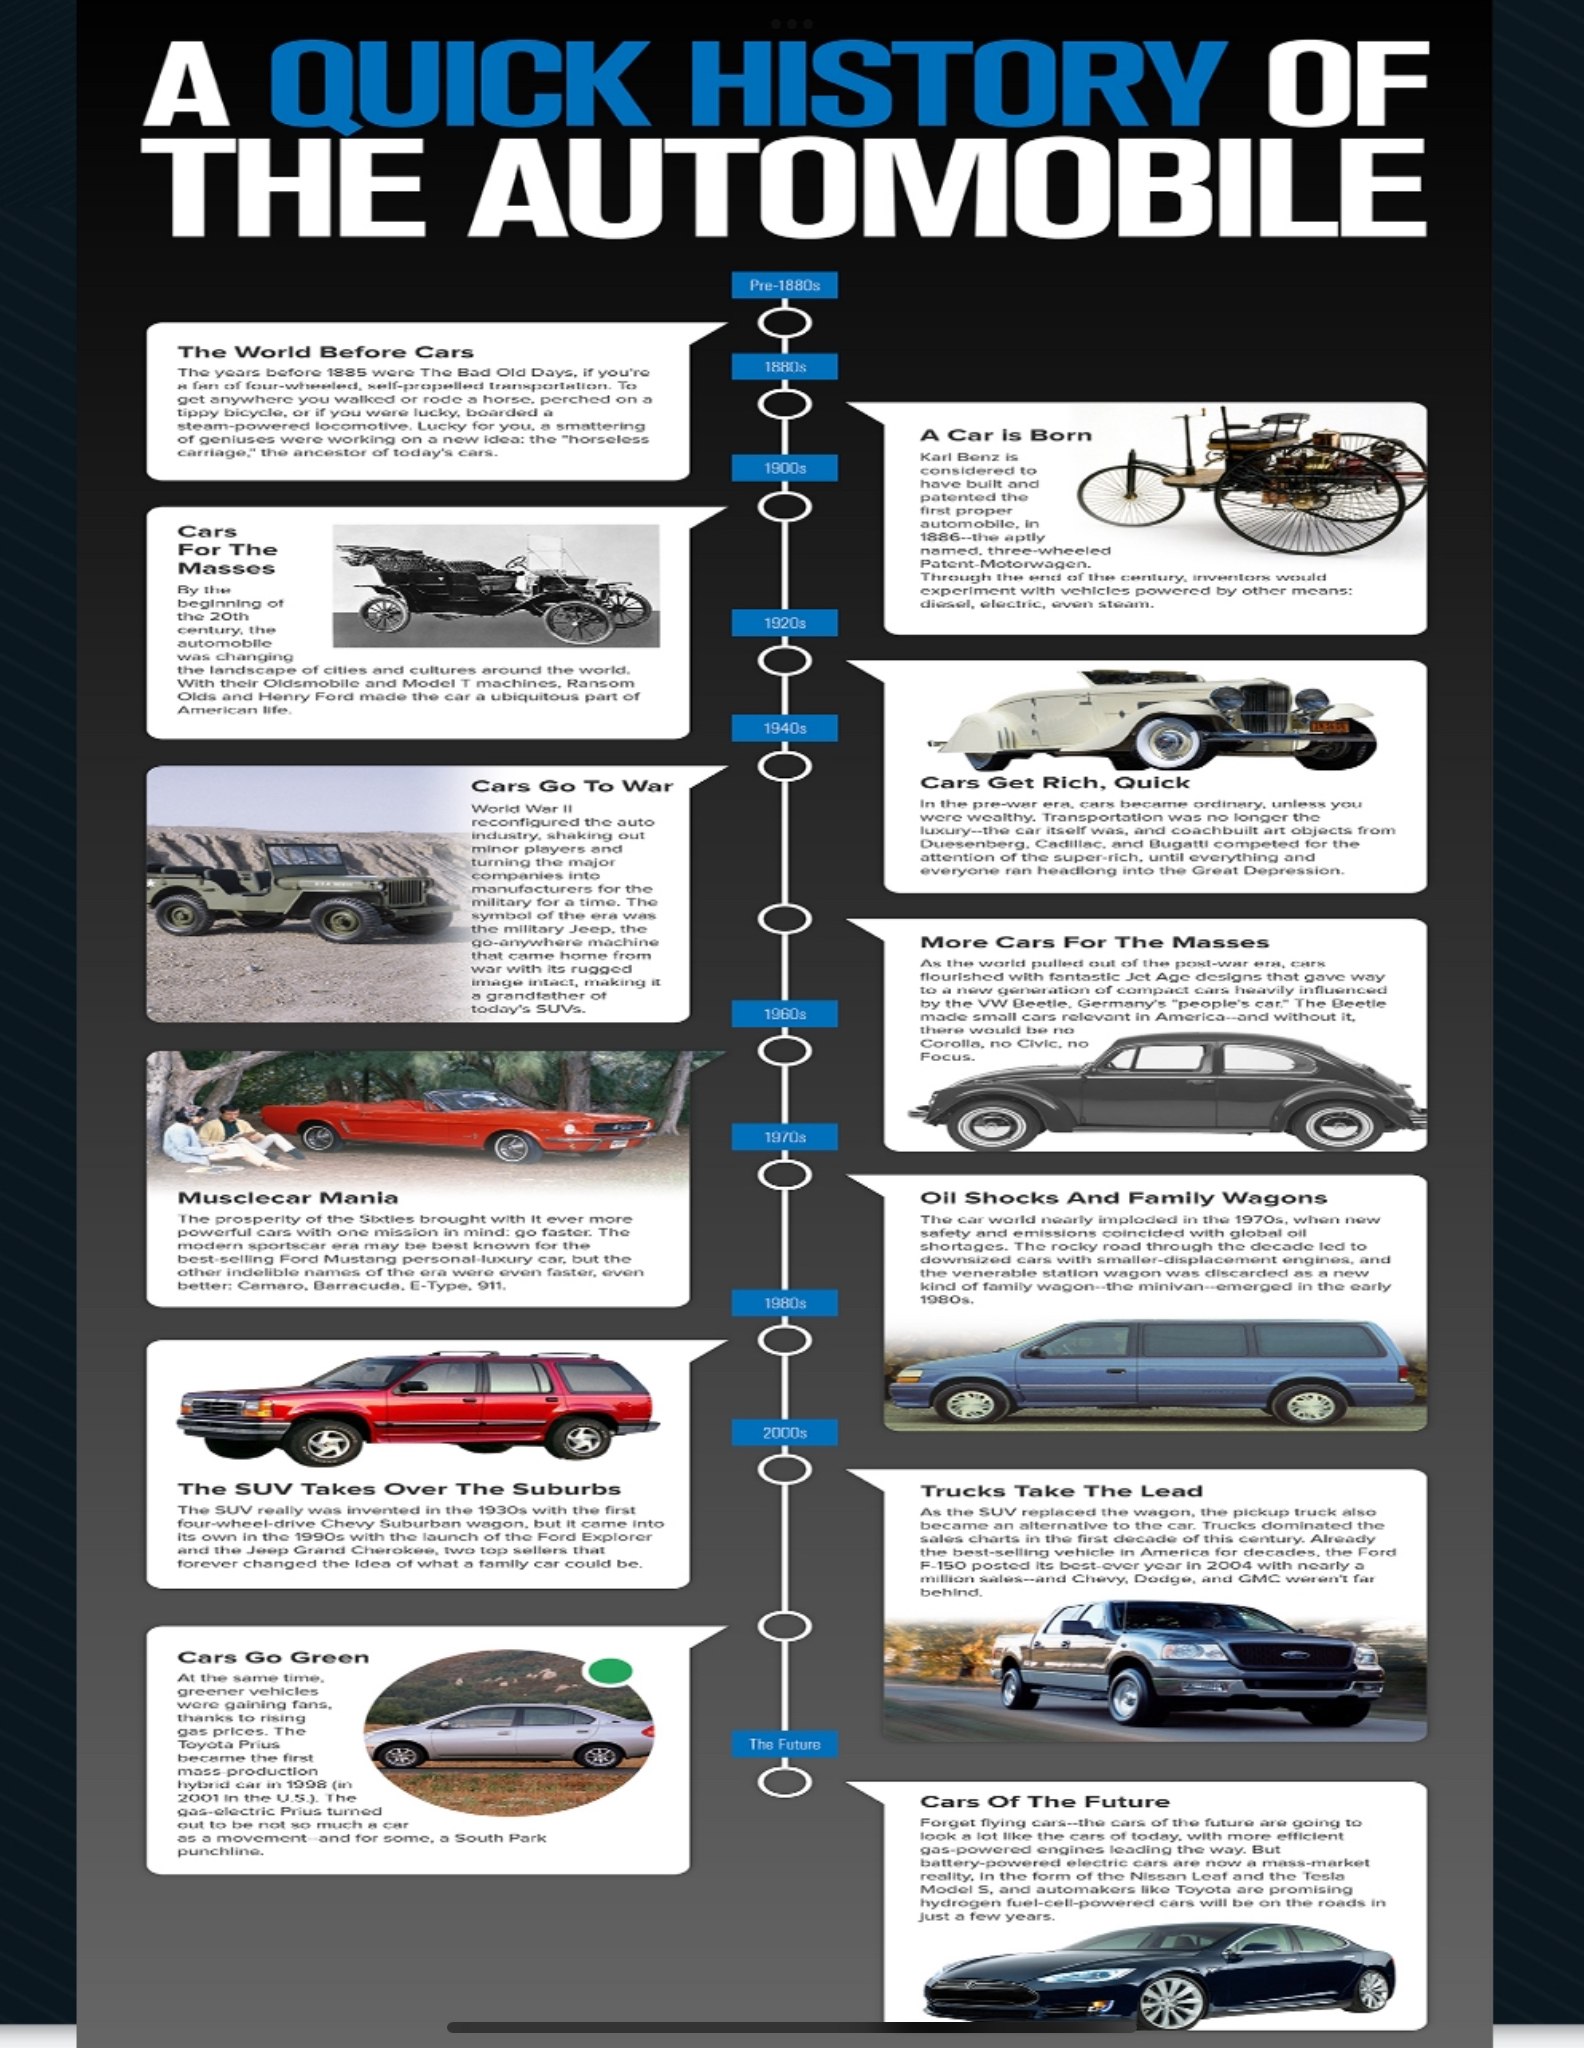 A QUICK HISTORY OF
THE AUTOMOBILE
Pre-1880s
The World Before Cars
The years before 1885 were The Bad Old Days, if you're
a fan of four-wheeled, self-propelled transportation. To
get anywhere you walked or rode a horse, perched on a
tippy bicycle, or if you were lucky, boarded a
steam-powered locomotive. Lucky for you, a smattering
of geniuses were working on a new idea: the "horseless
carriage," the ancestor of today's cars.
1880s
A Car is Born
Karl Benz is
considered to
have built and
patented the
first proper
automobile, in
1886--the aptly
named, three-wheeled
Patent-Motorwagen.
Through the end of the century, inventors would
experiment with vehicles powered by other means:
diesel, electric, even steam.
1900s
Cars
For The
Masses
By the
beginning of
the 20th
century, the
automobile
was changing
the landscape of cities and cultures around the world.
With their Oldsmobile and Model T machines, Ransom
Olds and Henry Ford made the car a ubiquitous part of
American life.
1920s
Cars Get Rich, Quick
In the pre-war era, cars became ordinary, unless you
were wealthy. Transportation was no longer the
luxury--the car itself was, and coachbuilt art objects from
Duesenberg, Cadillac, and Bugatti competed for the
attention of the super-rich, until everything and
everyone ran headlong into the Great Depression.
1940s
Cars Go To War
World War II
reconfigured the auto
industry, shaking out
minor players and
turning the major
companies into
manufacturers for the
military for a time. The
symbol of the era was
the military Jeep, the
go-anywhere machine
that came home from
war with its rugged
image intact, making it
a grandfather of
today's SUVs.
More Cars For The Masses
As the world pulled out of the post-war era, cars
flourished with fantastic Jet Age designs that gave way
to a new generation of compact cars heavily influenced
by the VW Beetle, Germany's "people's car." The Beetle
made small cars relevant in America--and without it,
there would be no
Corolla, no Civic, no
Focus.
1960s
Musclecar Mania
The prosperity of the Sixties brought with it ever more
powerful cars with one mission in mind: go faster. The
modern sportscar era may be best known for the
best-selling Ford Mustang personal-luxury car, but the
other indelible names of the era were even faster, even
better: Camaro, Barracuda, E-Type, 911.
1970s
Oil Shocks And Family Wagons
The car world nearly imploded in the 1970s, when new
safety and emissions coincided with global oil
shortages. The rocky road through the decade led to
downsized cars with smaller-displacement engines, and
the venerable station wagon was discarded as a new
kind of family wagon--the minivan--emerged in the early
1980s.
1980s
The SUV Takes Over The Suburbs
The SUV really was invented in the 1930s with the first
four-wheel-drive Chevy Suburban wagon, but it came into
its own in the 1990s with the launch of the Ford Explorer
and the Jeep Grand Cherokee, two top sellers that
forever changed the idea of what a family car could be.
2000s
Trucks Take The Lead
As the SUV replaced the wagon, the pickup truck also
became an alternative to the car. Trucks dominated the
sales charts in the first decade of this century. Already
the best-selling vehicle in America for decades, the Ford
F-150 posted its best-ever year in 2004 with nearly a
million sales--and Chevy, Dodge, and GMC weren't far
behind.
Cars Go Green
At the same time,
greener vehicles
were gaining fans,
thanks to rising
gas prices. The
Toyota Prius
became the first
mass-production
hybrid car in 1998 (in
2001 in the U.S.). The
gas-electric Prius turned
out to be not so much a car
as a movement--and for some, a South Park
punchline.
The Future
Cars Of The Future
Forget flying cars--the cars of the future are going to
look a lot like the cars of today, with more efficient
gas-powered engines leading the way. But
battery-powered electric cars are now a mass-market
reality, in the form of the Nissan Leaf and the Tesla
Model S, and automakers like Toyota are promising
hydrogen fuel-cell-powered cars will be on the roads in
just a few years.